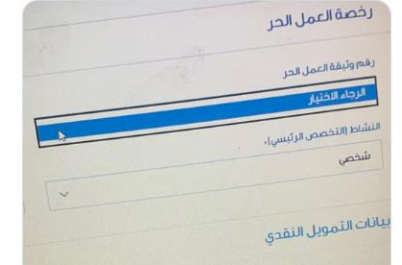 رخصة العمل الحر
رقم وثيقة العمل الحر
الرجاء الاختيار
النشاط (التخصص الرئيسي)*
شخصي
بيانات التمويل النقدي